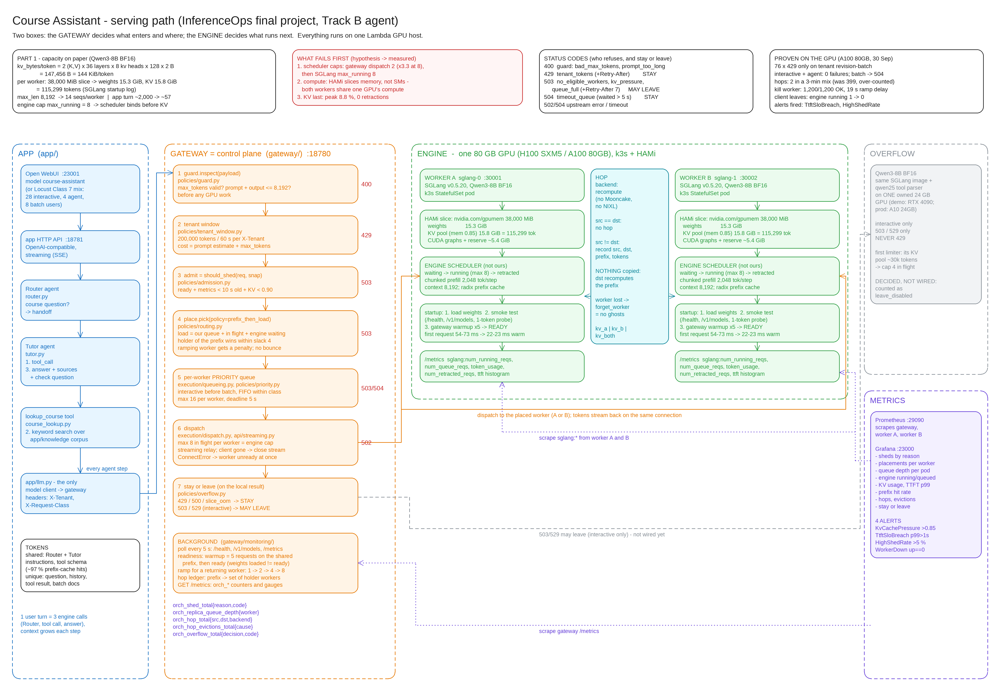 Course Assistant - serving path (InferenceOps final project, Track B agent)
Two boxes: the GATEWAY decides what enters and where; the ENGINE decides what runs next.  Everything runs on one Lambda GPU host.
PART 1 - capacity on paper (Qwen3-8B BF16)
kv_bytes/token = 2 (K,V) x 36 layers x 8 kv heads x 128 x 2 B
= 147,456 B = 144 KiB/token
per worker: 38,000 MiB slice -> weights 15.3 GiB, KV 15.8 GiB
= 115,299 tokens (SGLang startup log)
max_len 8,192  -> 14 seqs/worker  |  app turn ~2,000 -> ~57
engine cap max_running = 8  -> scheduler binds before KV
WHAT FAILS FIRST (hypothesis -> measured)
1. scheduler caps: gateway dispatch 2 (x3.3 at 8),
then SGLang max_running 8
2. compute: HAMi slices memory, not SMs -
both workers share one GPU's compute
3. KV last: peak 8.8 %, 0 retractions
STATUS CODES (who refuses, and stay or leave)
400  guard: bad_max_tokens, prompt_too_long
429  tenant_tokens (+Retry-After)        STAY
503  no_eligible_workers, kv_pressure,
queue_full (+Retry-After 7)     MAY LEAVE
504  timeout_queue (waited > 5 s)        STAY
502/504 upstream error / timeout
PROVEN ON THE GPU (A100 80GB, 30 Sep)
76 x 429 only on tenant revision-batch
interactive + agent: 0 failures; batch -> 504
hops: 2 in a 3-min mix (was 399, over-counted)
kill worker: 1,200/1,200 OK, 19 s ramp delay
client leaves: engine running 1 -> 0
alerts fired: TtftSloBreach, HighShedRate
APP  (app/)
Open WebUI  :23001
model course-assistant
(or Locust Class 7 mix:
28 interactive, 4 agent,
8 batch users)
app HTTP API  :18781
OpenAI-compatible,
streaming (SSE)
Router agent
router.py
course question?
-> handoff
Tutor agent
tutor.py
1. tool_call
3. answer + sources
+ check question
lookup_course tool
course_lookup.py
2. keyword search over
app/knowledge corpus
every agent step
app/llm.py - the only
model client -> gateway
headers: X-Tenant,
X-Request-Class
TOKENS
shared: Router + Tutor
instructions, tool schema
(~97 % prefix-cache hits)
unique: question, history,
tool result, batch docs
1 user turn = 3 engine calls
(Router, tool call, answer),
context grows each step
GATEWAY = control plane  (gateway/)  :18780
1  guard.inspect(payload)
policies/guard.py
max_tokens valid? prompt + output <= 8,192?
before any GPU work
400
2  tenant window
policies/tenant_window.py
200,000 tokens / 60 s per X-Tenant
cost = prompt estimate + max_tokens
429
3  admit = should_shed(req, snap)
policies/admission.py
ready + metrics < 10 s old + KV < 0.90
503
4  place.pick(policy=prefix_then_load)
policies/routing.py
load = our queue + in flight + engine waiting
holder of the prefix wins within slack 4
ramping worker gets a penalty; no bounce
503
5  per-worker PRIORITY queue
execution/queueing.py, policies/priority.py
interactive before batch, FIFO within class
max 16 per worker, deadline 5 s
503/504
6  dispatch
execution/dispatch.py, api/streaming.py
max 8 in flight per worker = engine cap
streaming relay; client gone -> close stream
ConnectError -> worker unready at once
502
7  stay or leave (on the local result)
policies/overflow.py
429 / 500 / slice_oom  -> STAY
503 / 529 (interactive) -> MAY LEAVE
BACKGROUND  (gateway/monitoring/)
poll every 5 s: /health, /v1/models, /metrics
readiness: warmup = 5 requests on the shared
prefix, then ready (weights loaded != ready)
ramp for a returning worker: 1 -> 2 -> 4 -> 8
hop ledger: prefix -> set of holder workers
GET /metrics: orch_* counters and gauges
orch_shed_total{reason,code}
orch_replica_queue_depth{worker}
orch_hop_total{src,dst,backend}
orch_hop_evictions_total{cause}
orch_overflow_total{decision,code}
ENGINE  -  one 80 GB GPU (H100 SXM5 / A100 80GB), k3s + HAMi
WORKER A  sglang-0  :30001
SGLang v0.5.20, Qwen3-8B BF16
k3s StatefulSet pod
HAMi slice: nvidia.com/gpumem 38,000 MiB
weights            15.3 GiB
KV pool (mem 0.85) 15.8 GiB = 115,299 tok
CUDA graphs + reserve ~5.4 GiB
ENGINE SCHEDULER (not ours)
waiting -> running (max 8) -> retracted
chunked prefill 2,048 tok/step
context 8,192; radix prefix cache
startup: 1. load weights  2. smoke test
(/health, /v1/models, 1-token probe)
3. gateway warmup x5 -> READY
first request 54-73 ms -> 22-23 ms warm
/metrics  sglang:num_running_reqs,
num_queue_reqs, token_usage,
num_retracted_reqs, ttft histogram
HOP
backend:
recompute
(no Mooncake,
no NIXL)
src == dst:
no hop
src != dst:
record src, dst,
prefix, tokens
NOTHING copied:
dst recomputes
the prefix
worker lost ->
forget_worker
= no ghosts
kv_a | kv_b |
kv_both
WORKER B  sglang-1  :30002
SGLang v0.5.20, Qwen3-8B BF16
k3s StatefulSet pod
HAMi slice: nvidia.com/gpumem 38,000 MiB
weights            15.3 GiB
KV pool (mem 0.85) 15.8 GiB = 115,299 tok
CUDA graphs + reserve ~5.4 GiB
ENGINE SCHEDULER (not ours)
waiting -> running (max 8) -> retracted
chunked prefill 2,048 tok/step
context 8,192; radix prefix cache
startup: 1. load weights  2. smoke test
(/health, /v1/models, 1-token probe)
3. gateway warmup x5 -> READY
first request 54-73 ms -> 22-23 ms warm
/metrics  sglang:num_running_reqs,
num_queue_reqs, token_usage,
num_retracted_reqs, ttft histogram
dispatch to the placed worker (A or B); tokens stream back on the same connection
scrape sglang:* from worker A and B
503/529 may leave (interactive only) - not wired yet
scrape gateway /metrics
OVERFLOW
Qwen3-8B BF16
same SGLang image +
qwen25 tool parser
on ONE owned 24 GB
GPU (demo: RTX 4090;
prod: A10 24GB)
interactive only
503 / 529 only
NEVER 429
first limiter: its KV
pool ~30k tokens
-> cap 4 in flight
DECIDED, NOT WIRED:
counted as
leave_disabled
METRICS
Prometheus :29090
scrapes gateway,
worker A, worker B
Grafana :23000
- sheds by reason
- placements per worker
- queue depth per pod
- engine running/queued
- KV usage, TTFT p99
- prefix hit rate
- hops, evictions
- stay or leave
4 ALERTS
KvCachePressure >0.85
TtftSloBreach p99>1s
HighShedRate >5 %
WorkerDown up==0